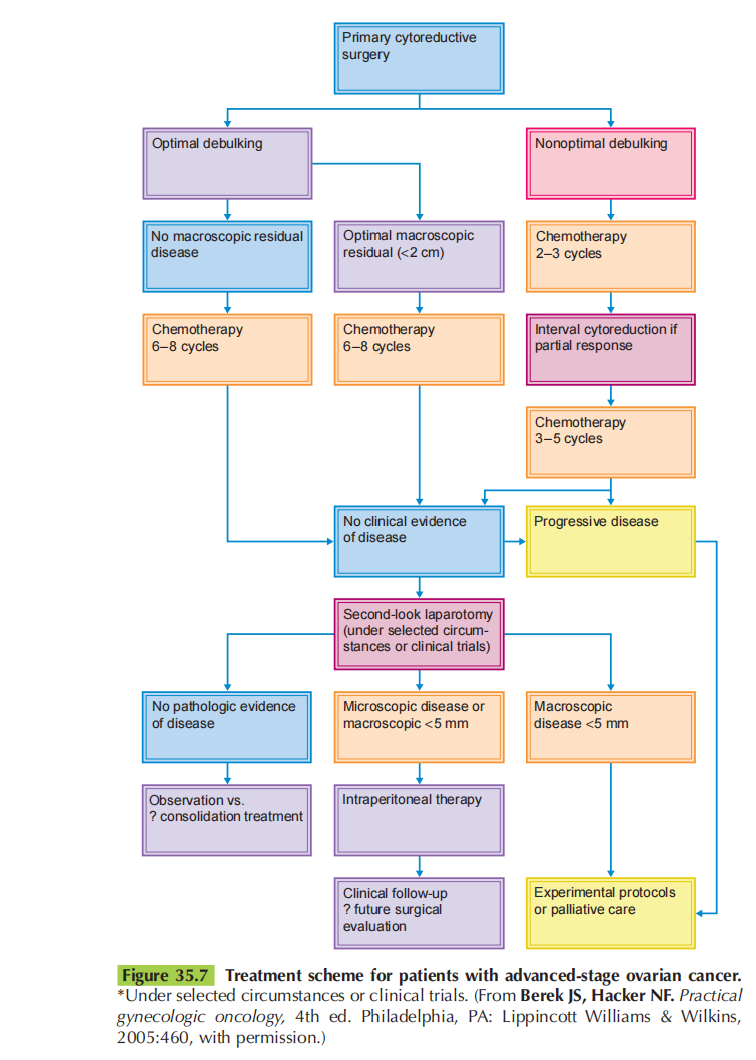 Primary cytoreductive
surgery
Optimal debulking
Nonoptimal debulking
No macroscopic residual
disease
Optimal macroscopic
residual (<2 cm)
Chemotherapy
2–3 cycles
Chemotherapy
6–8 cycles
Chemotherapy
6–8 cycles
Interval cytoreduction if
partial response
Chemotherapy
3–5 cycles
No clinical evidence
of disease
Progressive disease
Second-look laparotomy
(under selected circum-
stances or clinical trials)
No pathologic evidence
of disease
Microscopic disease or
macroscopic <5 mm
Macroscopic
disease <5 mm
Observation vs.
? consolidation treatment
Intraperitoneal therapy
Clinical follow-up
? future surgical
evaluation
Experimental protocols
or palliative care
Figure 35.7 Treatment scheme for patients with advanced-stage ovarian cancer.
*Under selected circumstances or clinical trials. (From Berek JS, Hacker NF. Practical
gynecologic oncology, 4th ed. Philadelphia, PA: Lippincott Williams & Wilkins,
2005:460, with permission.)